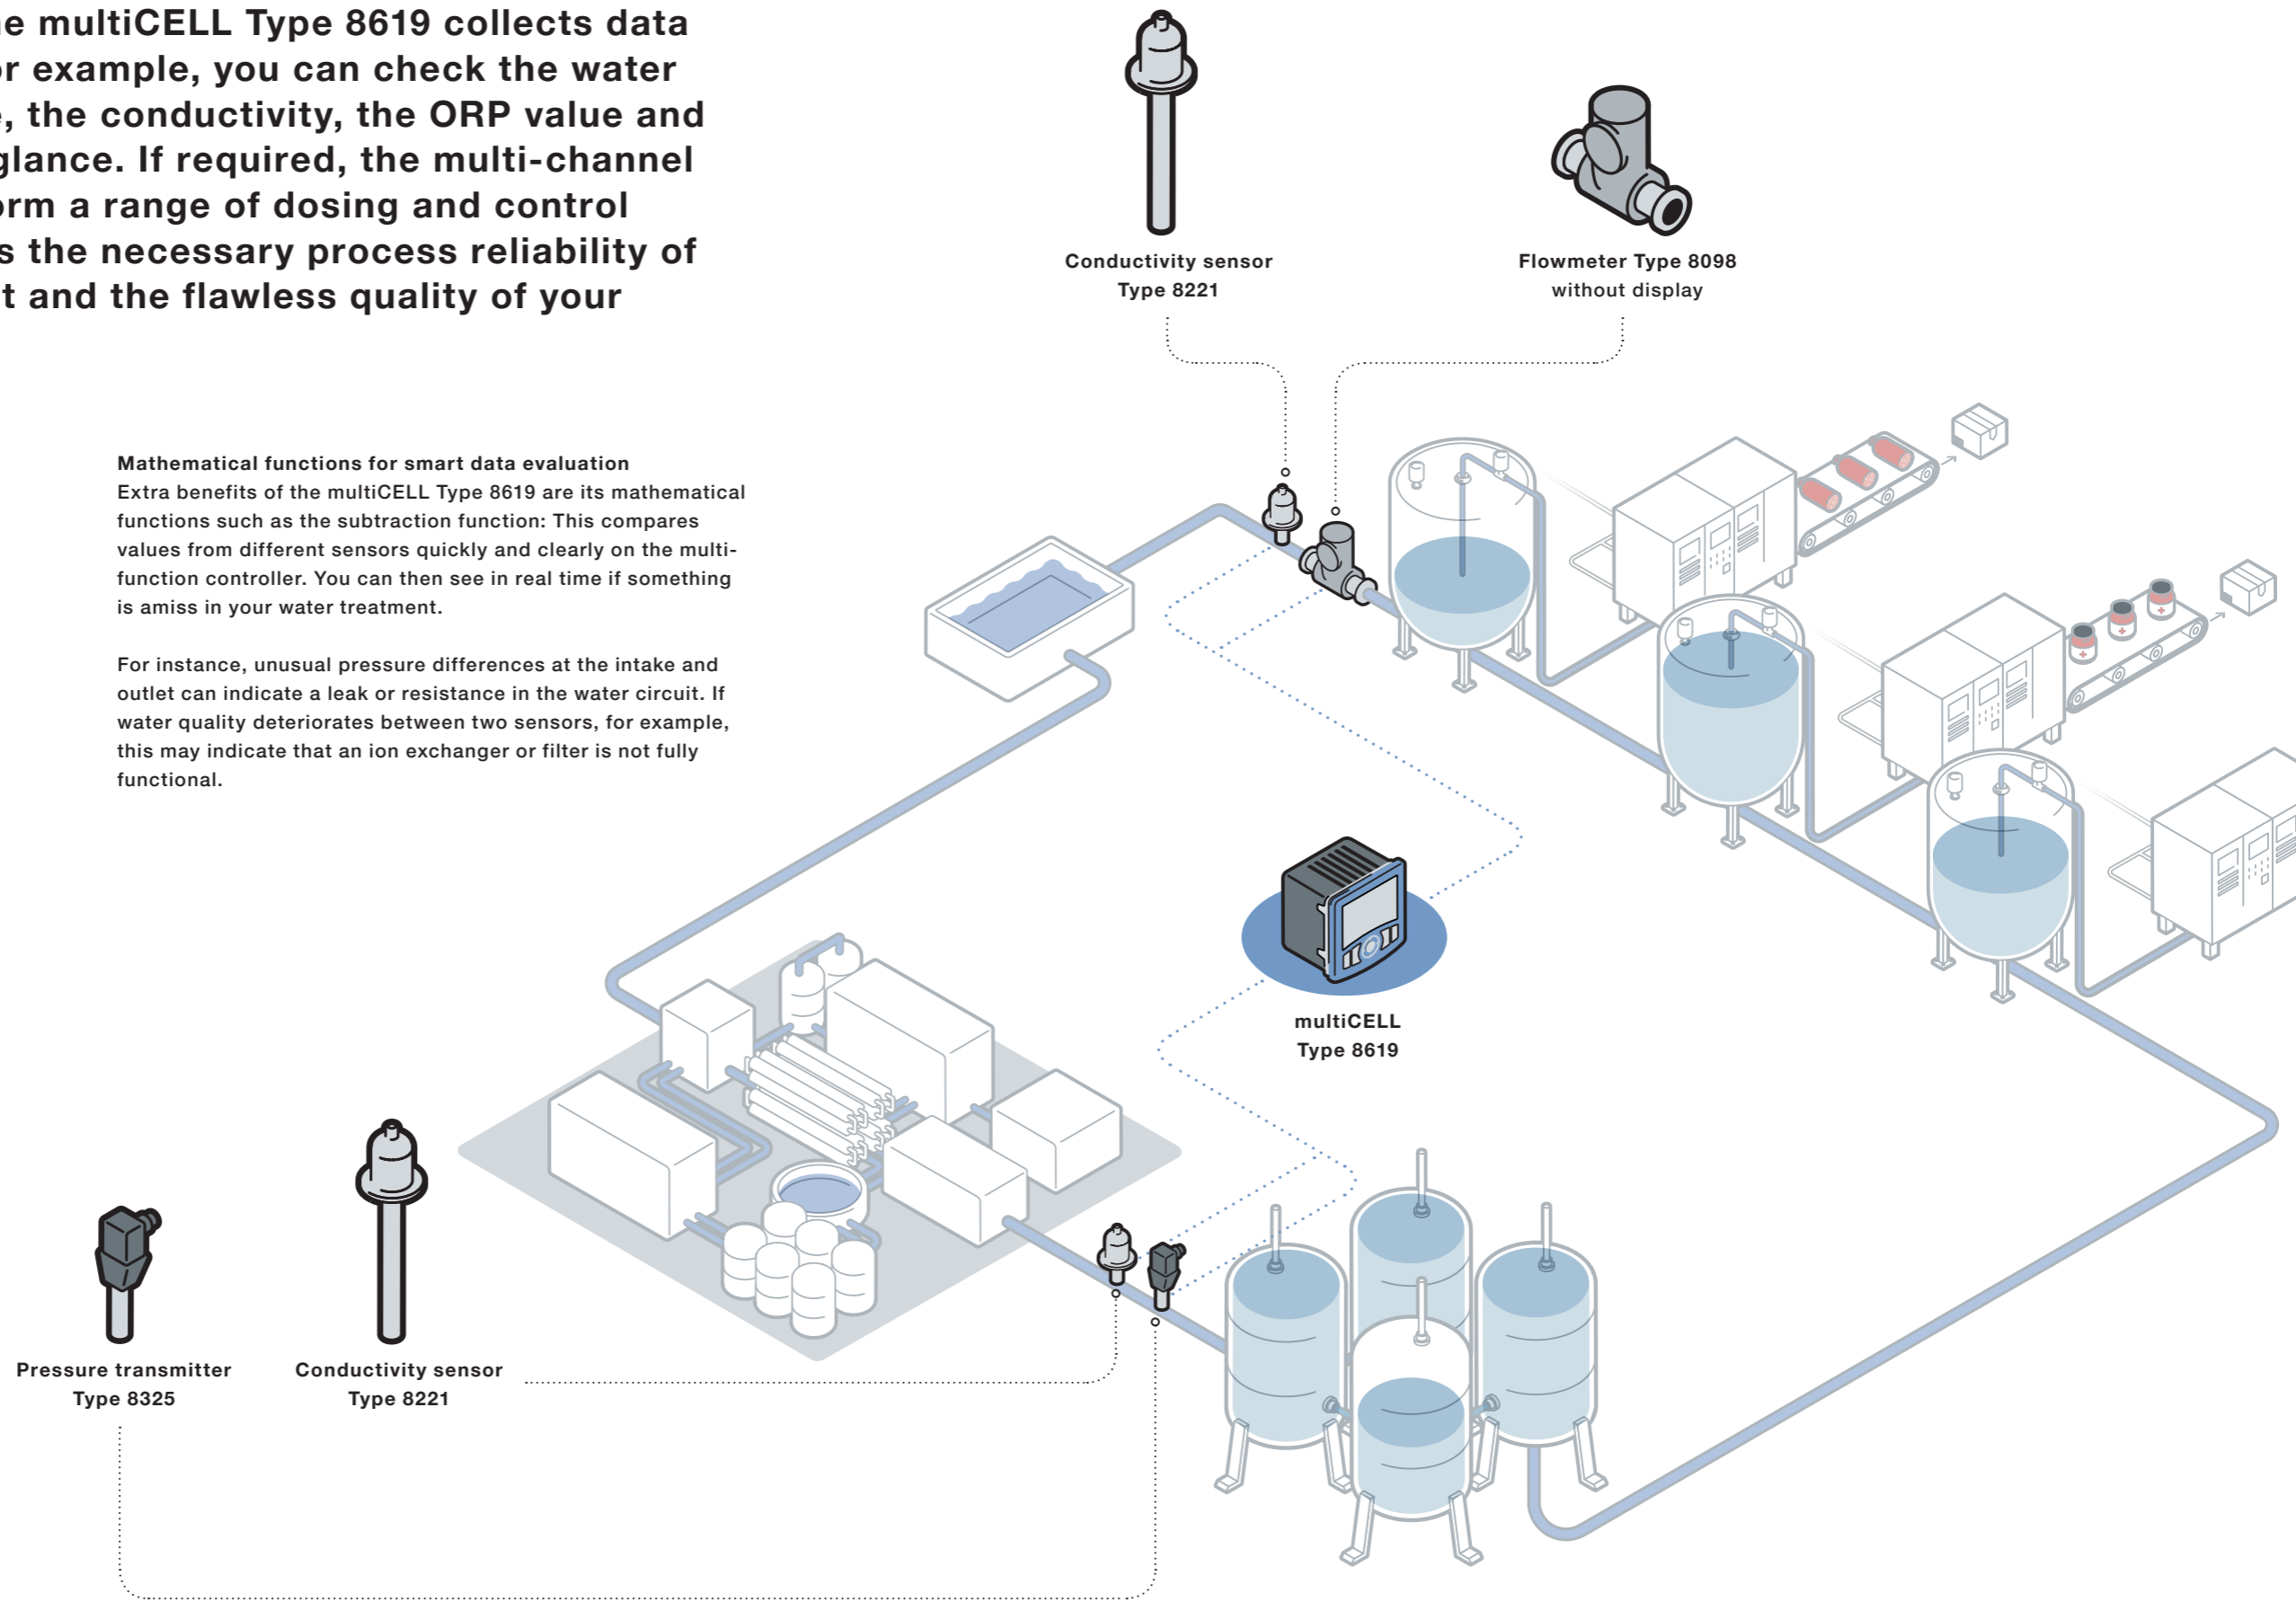 he multiCELL Type 8619 collects data
or example, you can check the water
e, the conductivity, the ORP value and
glance. If required, the multi-channel
orm a range of dosing and control
s the necessary process reliability of
t and the flawless quality of your
Conductivity sensor
Type 8221
Flowmeter Type 8098
without display
Mathematical functions for smart data evaluation
Extra benefits of the multiCELL Type 8619 are its mathematical
functions such as the subtraction function: This compares
values from different sensors quickly and clearly on the multi-
function controller. You can then see in real time if something
is amiss in your water treatment.
For instance, unusual pressure differences at the intake and
outlet can indicate a leak or resistance in the water circuit. If
water quality deteriorates between two sensors, for example,
this may indicate that an ion exchanger or filter is not fully
functional.
multiCELL
Type 8619
Pressure transmitter
Type 8325
Conductivity sensor
Type 8221